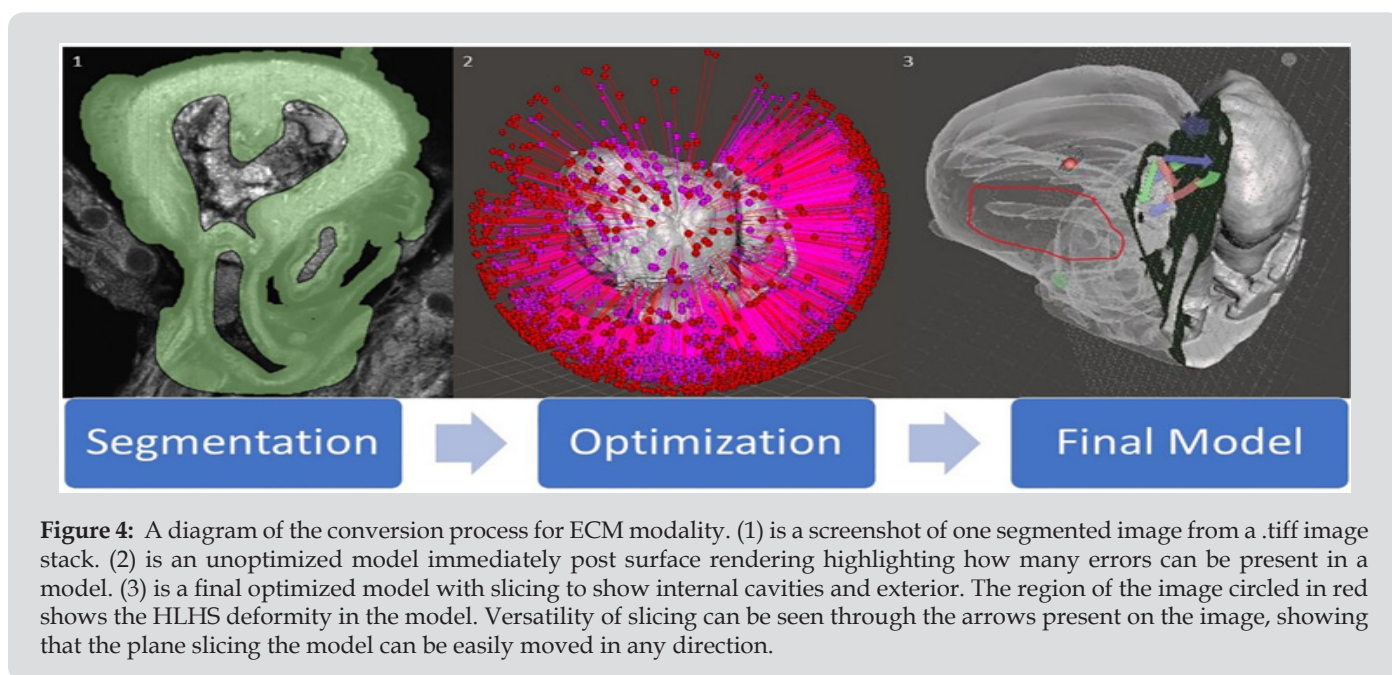 1
2
3
Segmentation
Optimization
Final Model
Figure 4: A diagram of the conversion process for ECM modality. (1) is a screenshot of one segmented image from a .tiff image
stack. (2) is an unoptimized model immediately post surface rendering highlighting how many errors can be present in a
model. (3) is a final optimized model with slicing to show internal cavities and exterior. The region of the image circled in red
shows the HLHS deformity in the model. Versatility of slicing can be seen through the arrows present on the image, showing
that the plane slicing the model can be easily moved in any direction.